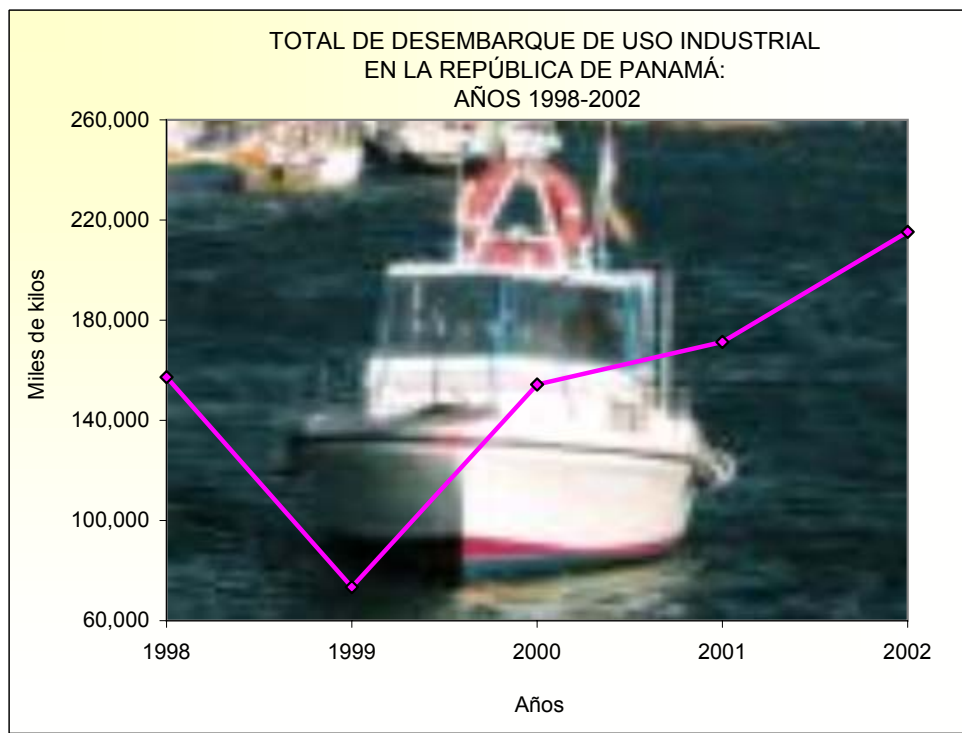 TOTAL DE DESEMBARQUE DE USO INDUSTRIAL
EN LA REPÚBLICA DE PANAMÁ:
AÑOS 1998-2002
260,000
220,000
180,000
140,000
100,000
60,000
Miles de kilos
1998 1999 2000 2001 2002
Años